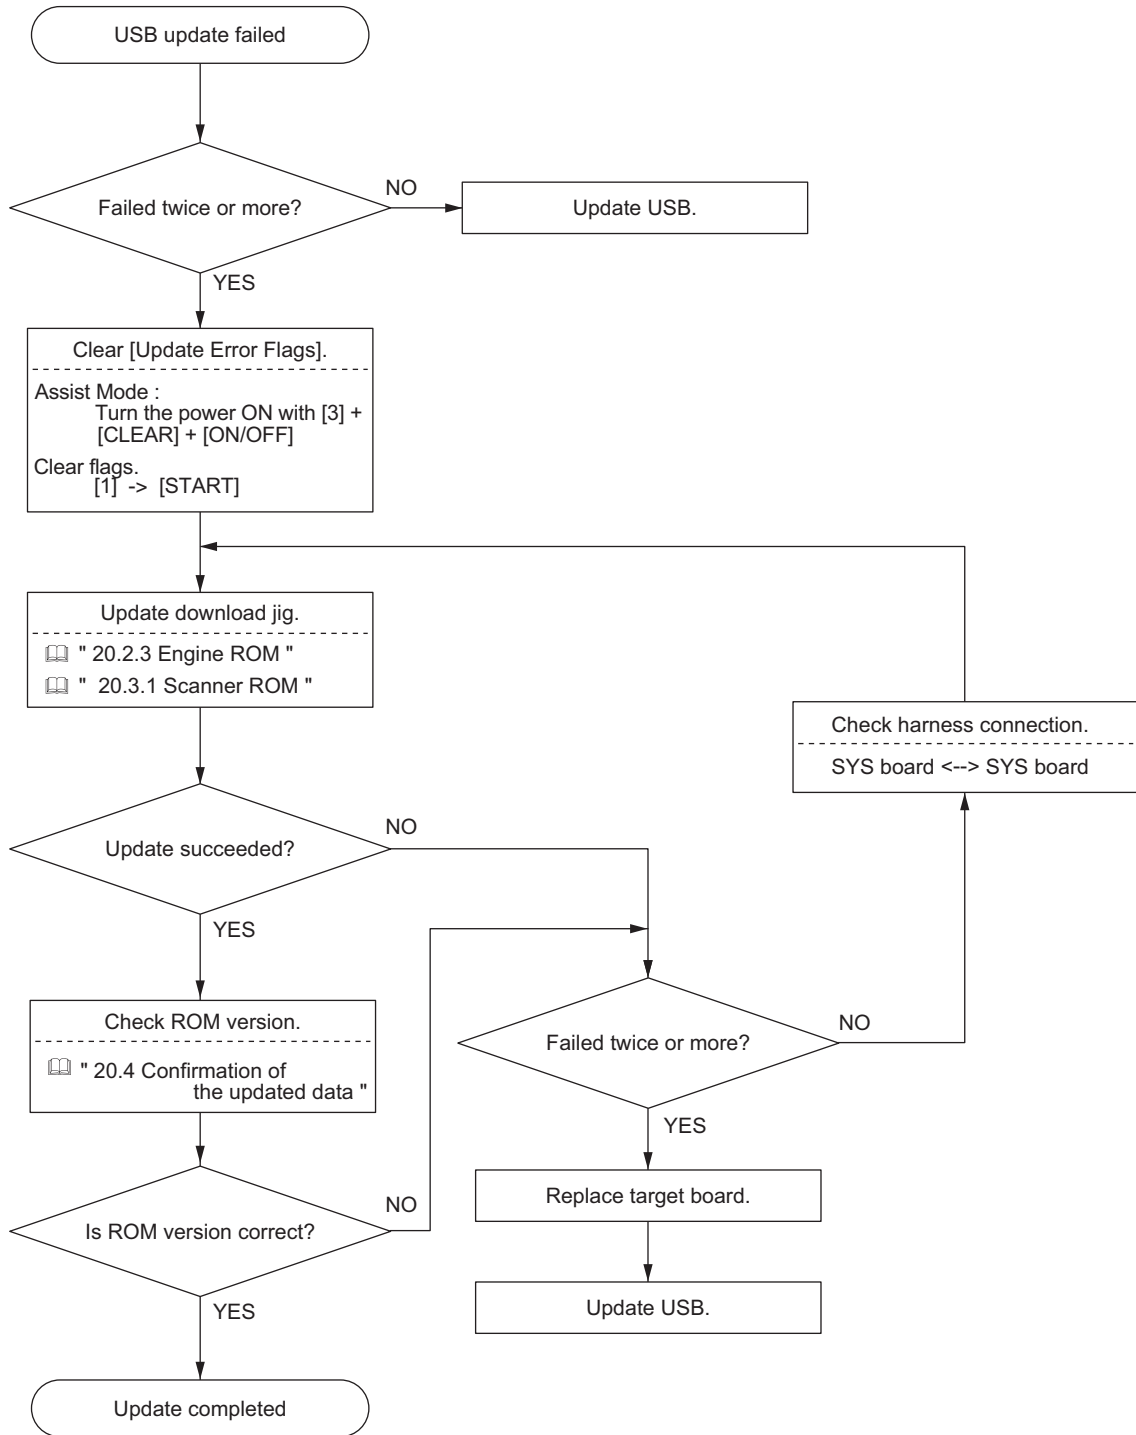 USB update failed
Failed twice or more?
NO
Update USB.
YES
Clear [Update Error Flags].
Assist Mode :
Turn the power ON with [3] +
[CLEAR] + [ON/OFF]
Clear flags.
[1] -> [START]
Update download jig.
" 20.2.3 Engine ROM "
" 20.3.1 Scanner ROM "
Check harness connection.
SYS board <--> SYS board
Update succeeded?
NO
YES
Check ROM version.
" 20.4 Confirmation of
the updated data "
Failed twice or more?
NO
YES
Replace target board.
Is ROM version correct?
NO
YES
Update USB.
Update completed